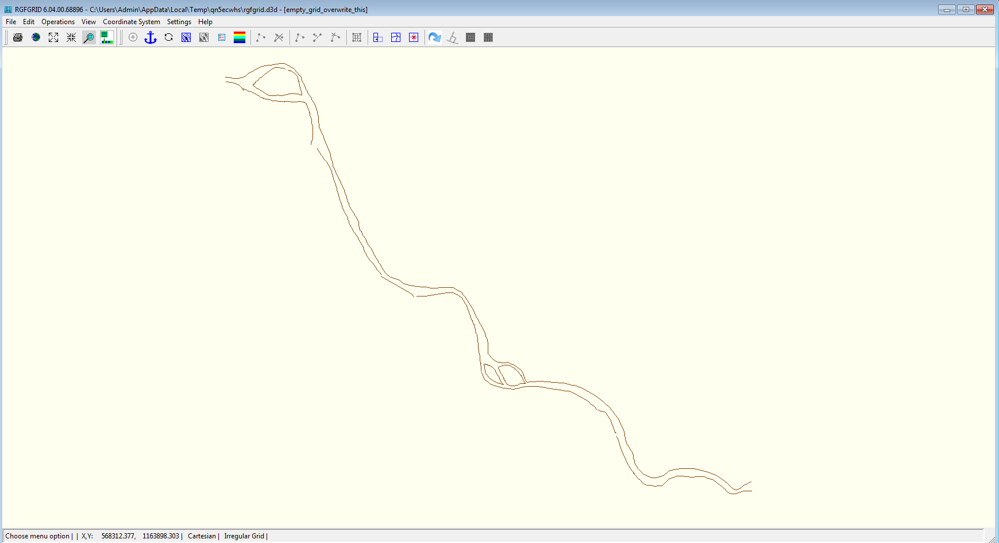 RGFGRID 6.04.00.68896 - C:\Users\Admin\AppData\Local\Temp\qn5ecwhs\rgfgrid.d3d - [empty_grid_overwrite_this]
File Edit Operations View Coordinate System Settings Help
Choose menu option | | X,Y: 568312.377, 1163898.303 | Cartesian | Irregular Grid |